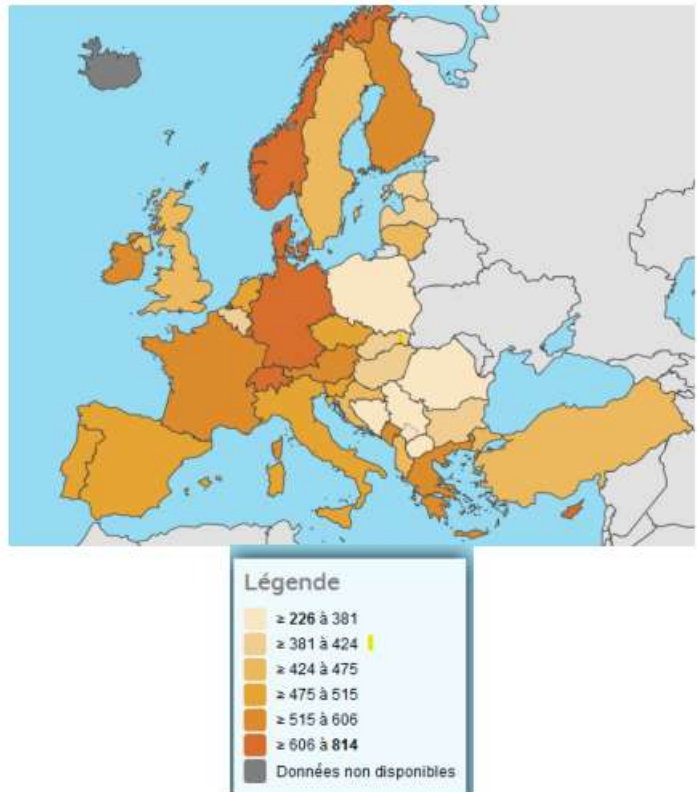 Légende
≥ 226 à 381
≥ 381 à 424
≥ 424 à 475
≥ 475 à 515
≥ 515 à 606
≥ 606 à 814
Données non disponibles